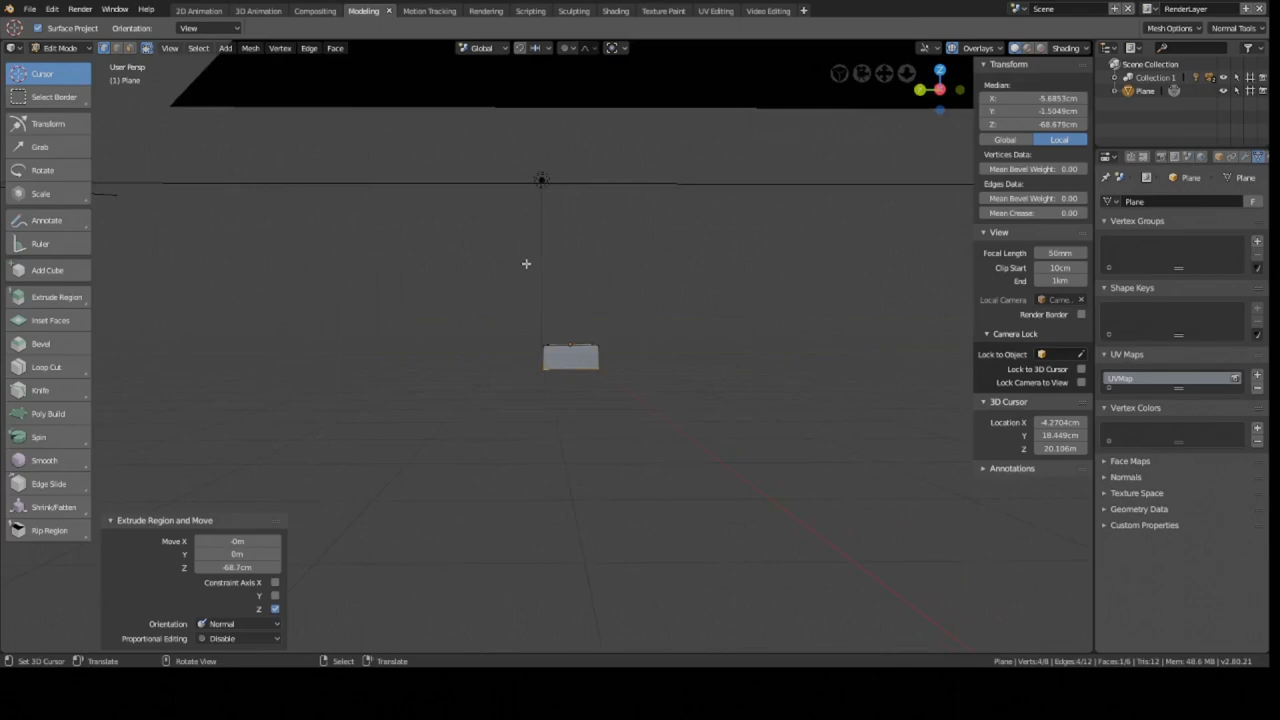 File Edit Render Window Help 2D Animation 3D Animation Compositing Modeling Motion Tracking Rendering Scripting Sculpting Shading Texture Paint UV Editing Video Editing Scene RenderLayer
Surface Project Orientation: View Mesh Options Normal Tools
Edit Mode View Select Add Mesh Vertex Edge Face Global Overlays Shading
User Persp
(1) Plane
Cursor
Select Border
Transform
Grab
Rotate
Scale
Annotate
Ruler
Add Cube
Extrude Region
Inset Faces
Bevel
Loop Cut
Knife
Poly Build
Spin
Smooth
Edge Slide
Shrink/Fatten
Rip Region
Extrude Region and Move
Move X -0m
Y 0m
Z -68.7cm
Constraint Axis X
Y
Z
Orientation Normal
Proportional Editing Disable
Z
Y
Transform
Median:
X: -5.6853cm
Y: -1.5049cm
Z: -68.679cm
Global Local
Vertices Data:
Mean Bevel Weight: 0.00
Edges Data:
Mean Bevel Weight: 0.00
Mean Crease: 0.00
View
Focal Length 50mm
Clip Start 10cm
End 1km
Local Camera Came..
Render Border
Camera Lock
Lock to Object
Lock to 3D Cursor
Lock Camera to View
3D Cursor
Location X -4.2704cm
Y 18.449cm
Z 20.106m
Annotations
Scene Collection
Collection 1
Plane
Plane Plane
Plane F
Vertex Groups
Shape Keys
UV Maps
UVMap
Vertex Colors
Face Maps
Normals
Texture Space
Geometry Data
Custom Properties
Set 3D Cursor Translate Rotate View Select Translate Plane | Verts:4/8 | Edges:4/12 | Faces:1/6 | Tris:12 | Mem: 48.6 MB | v2.80.21